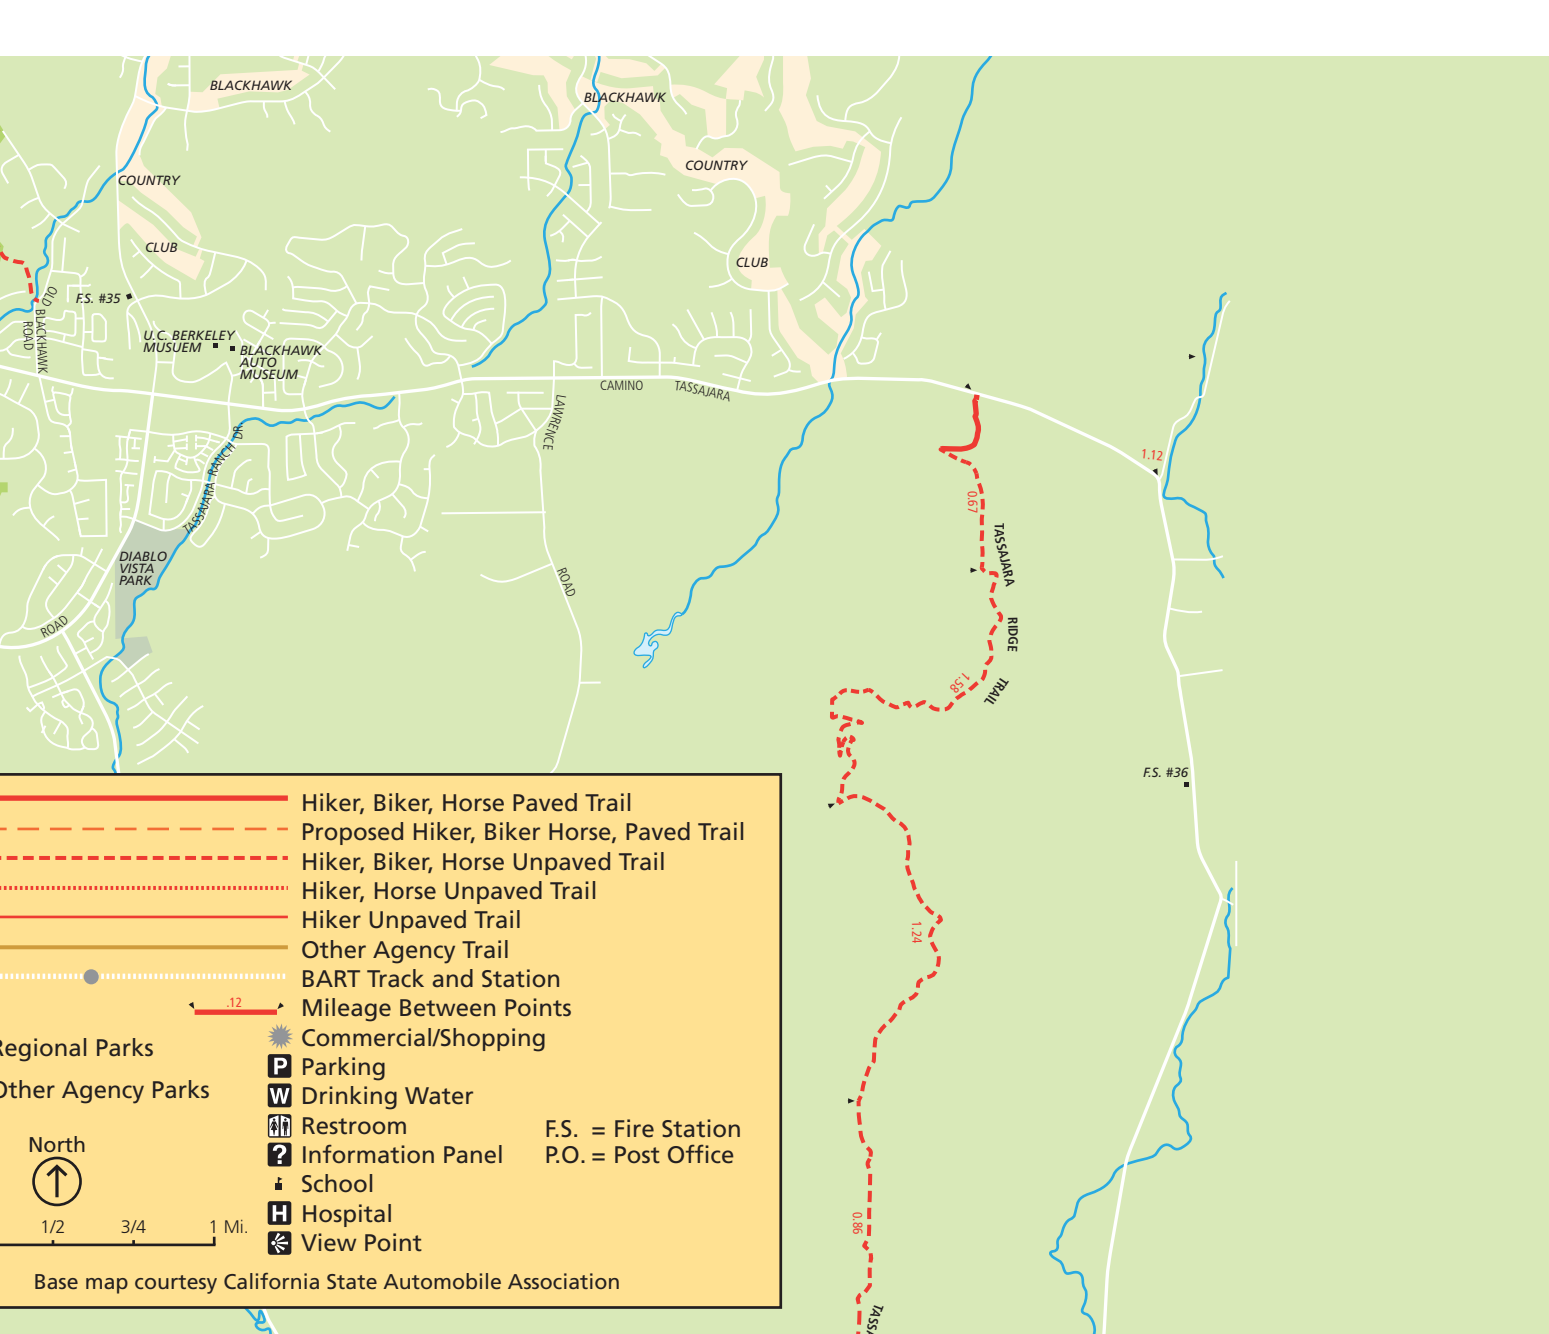 BLACKHAWK
BLACKHAWK
COUNTRY
COUNTRY
CLUB
CLUB
F.S. #35
OLD
BLACKHAWK
ROAD
U.C. BERKELEY
MUSUEM
BLACKHAWK
AUTO
MUSEUM
CAMINO TASSAJARA
LAWRENCE
ROAD
TASSAJARA RANCH DR
1.12
0.67
DIABLO
VISTA
PARK
ROAD
TASSAJARA
RIDGE
TRAIL
1.58
F.S. #36
1.24
0.86
TASSA
Hiker, Biker, Horse Paved Trail
Proposed Hiker, Biker Horse, Paved Trail
Hiker, Biker, Horse Unpaved Trail
Hiker, Horse Unpaved Trail
Hiker Unpaved Trail
Other Agency Trail
BART Track and Station
.12 Mileage Between Points
Commercial/Shopping
P Parking
W Drinking Water
Restroom
? Information Panel
School
H Hospital
View Point
Regional Parks
Other Agency Parks
F.S. = Fire Station
P.O. = Post Office
North
1/2 3/4 1 Mi.
Base map courtesy California State Automobile Association